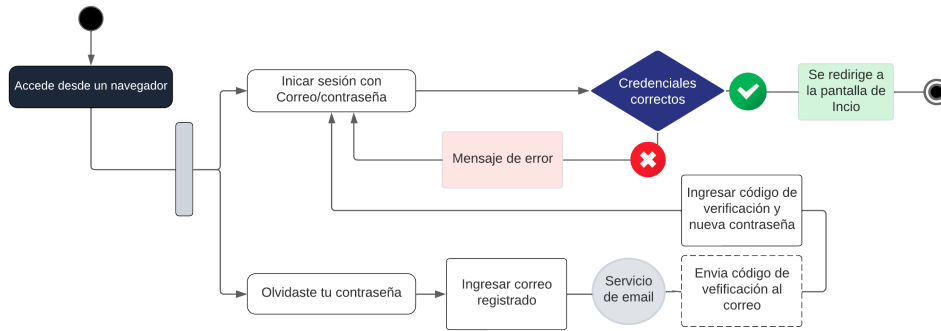 Accede desde un navegador
Inicar sesión con
Correo/contraseña
Credenciales
correctos
Se redirige a
la pantalla de
Incio
Mensaje de error
Ingresar código de
verificación y
nueva contraseña
Olvidaste tu contraseña
Ingresar correo
registrado
Servicio
de email
Envia código de
vefificación al
correo